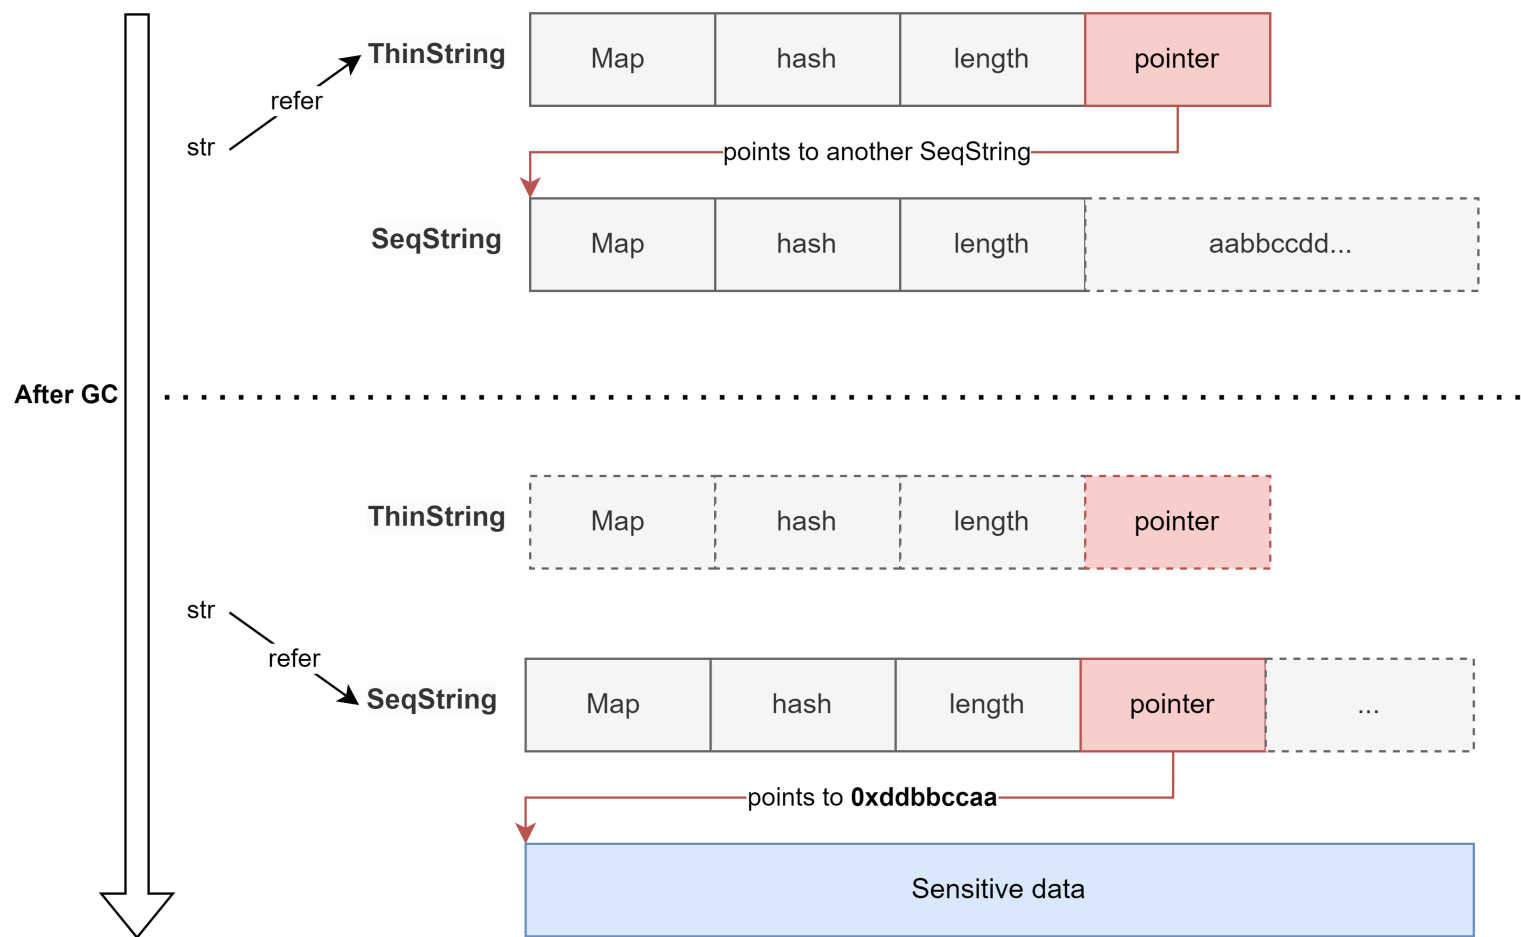 ThinString
Map
hash
length
pointer
refer
str
points to another SeqString
SeqString
Map
hash
length
aabbccdd...
After GC
ThinString
Map
hash
length
pointer
str
refer
SeqString
Map
hash
length
pointer
...
points to 0xddbbccaa
Sensitive data